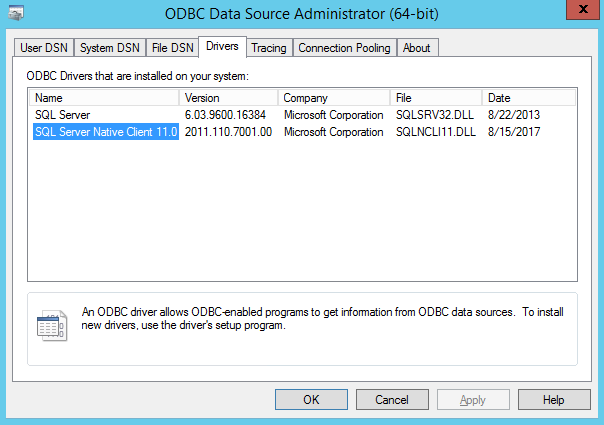 ODBC Data Source Administrator (64-bit)
x
User DSN System DSN File DSN Drivers Tracing Connection Pooling About
ODBC Drivers that are installed on your system:
Name Version Company File Date
SQL Server 6.03.9600.16384 Microsoft Corporation SQLSRV32.DLL 8/22/2013
SQL Server Native Client 11.0 2011.110.7001.00 Microsoft Corporation SQLNCLI11.DLL 8/15/2017
An ODBC driver allows ODBC-enabled programs to get information from ODBC data sources. To install
new drivers, use the driver's setup program.
OK Cancel Apply Help